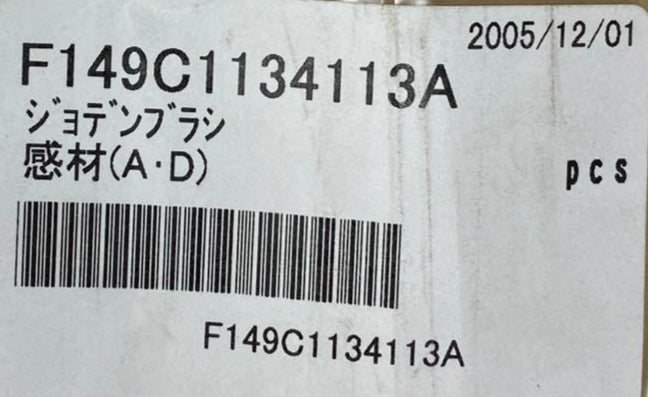 2005/12/01
F149C1134113A
ｼﾞｮﾃﾞﾝﾌﾞﾗｼ
感材(A·D)
pcs
F149C1134113A